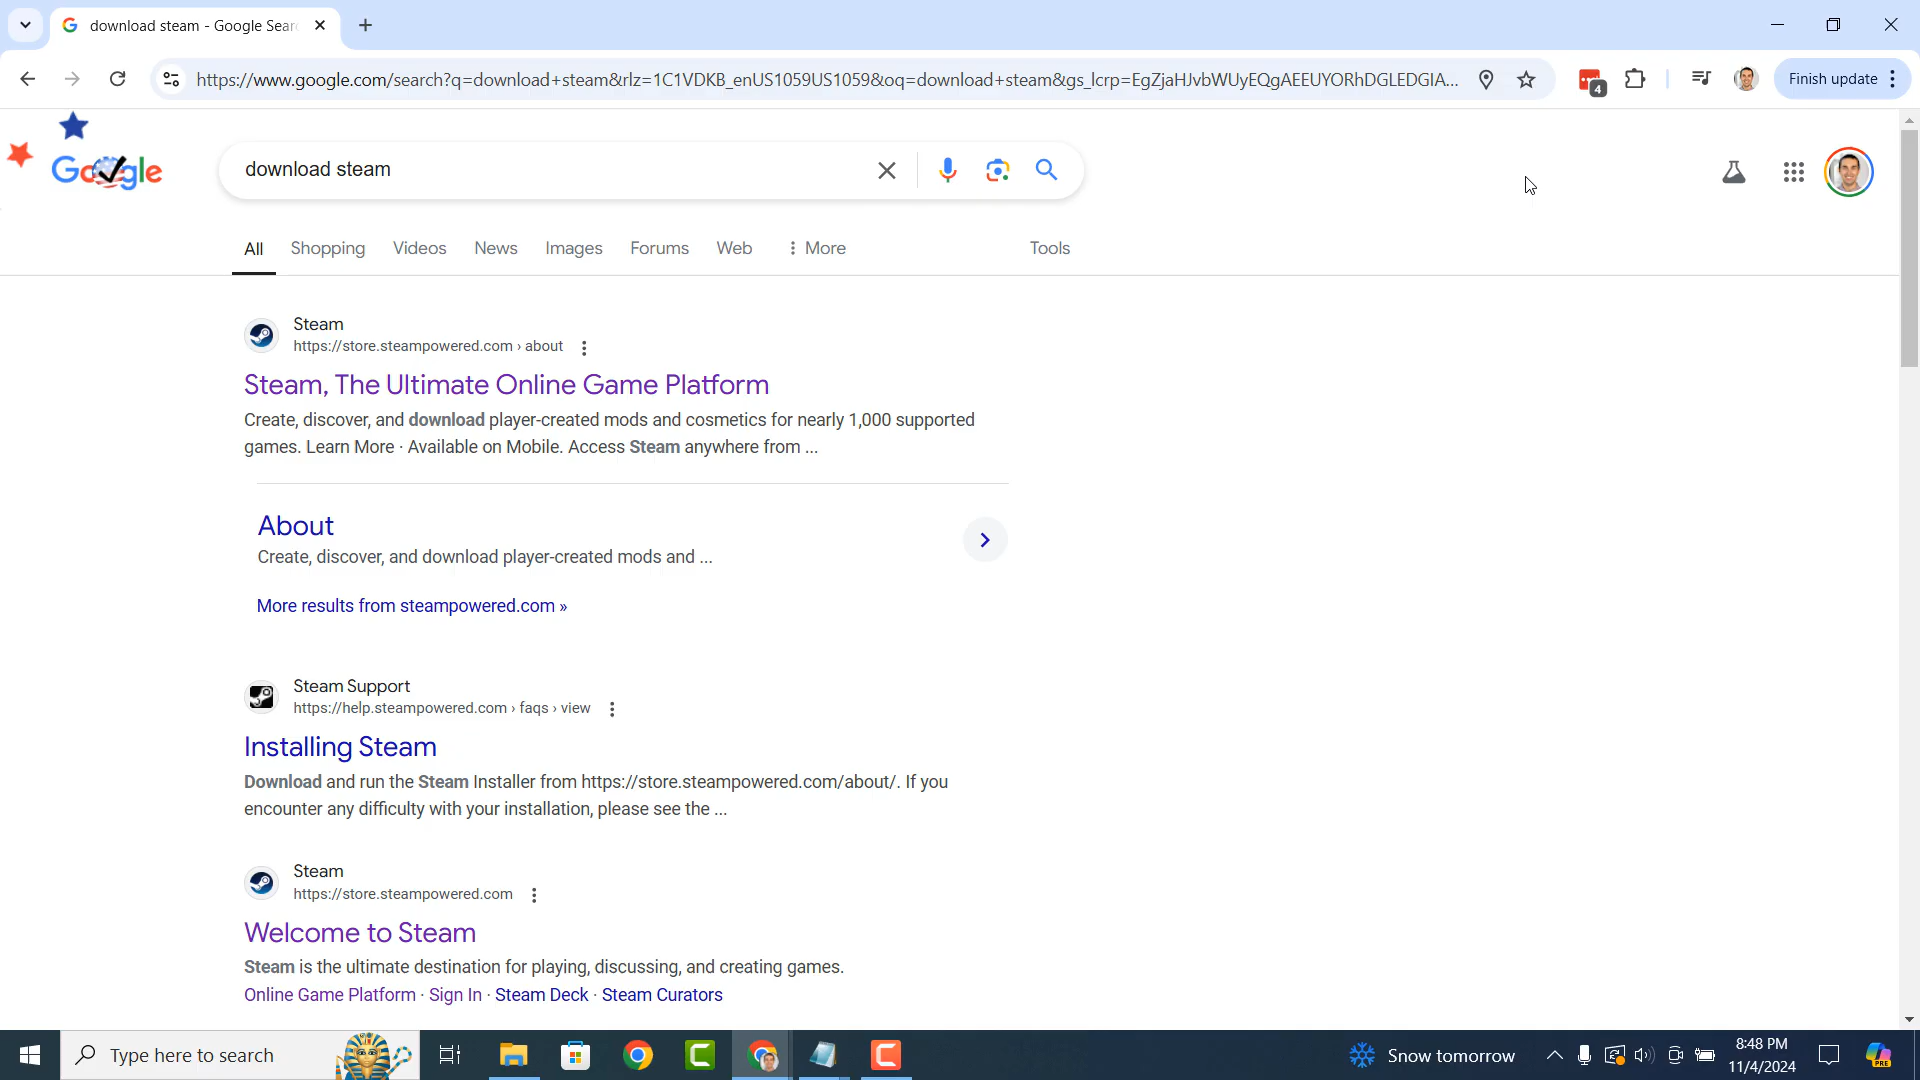 download steam - Google Sear
https://www.google.com/search?q=download+steam&rlz=1C1VDKB_enUS1059US1059&oq=download+steam&gs_lcrp=EgZjaHJvbWUyEQgAEEUYORhDGLEDGIA...
4
Finish update
Google
download steam
All Shopping Videos News Images Forums Web More Tools
Steam
https://store.steampowered.com › about
Steam, The Ultimate Online Game Platform
Create, discover, and download player-created mods and cosmetics for nearly 1,000 supported
games. Learn More · Available on Mobile. Access Steam anywhere from ...
About
Create, discover, and download player-created mods and ...
More results from steampowered.com »
Steam Support
https://help.steampowered.com › faqs › view
Installing Steam
Download and run the Steam Installer from https://store.steampowered.com/about/. If you
encounter any difficulty with your installation, please see the ...
Steam
https://store.steampowered.com
Welcome to Steam
Steam is the ultimate destination for playing, discussing, and creating games.
Online Game Platform · Sign In · Steam Deck · Steam Curators
Type here to search
Snow tomorrow
8:48 PM
11/4/2024
PRE